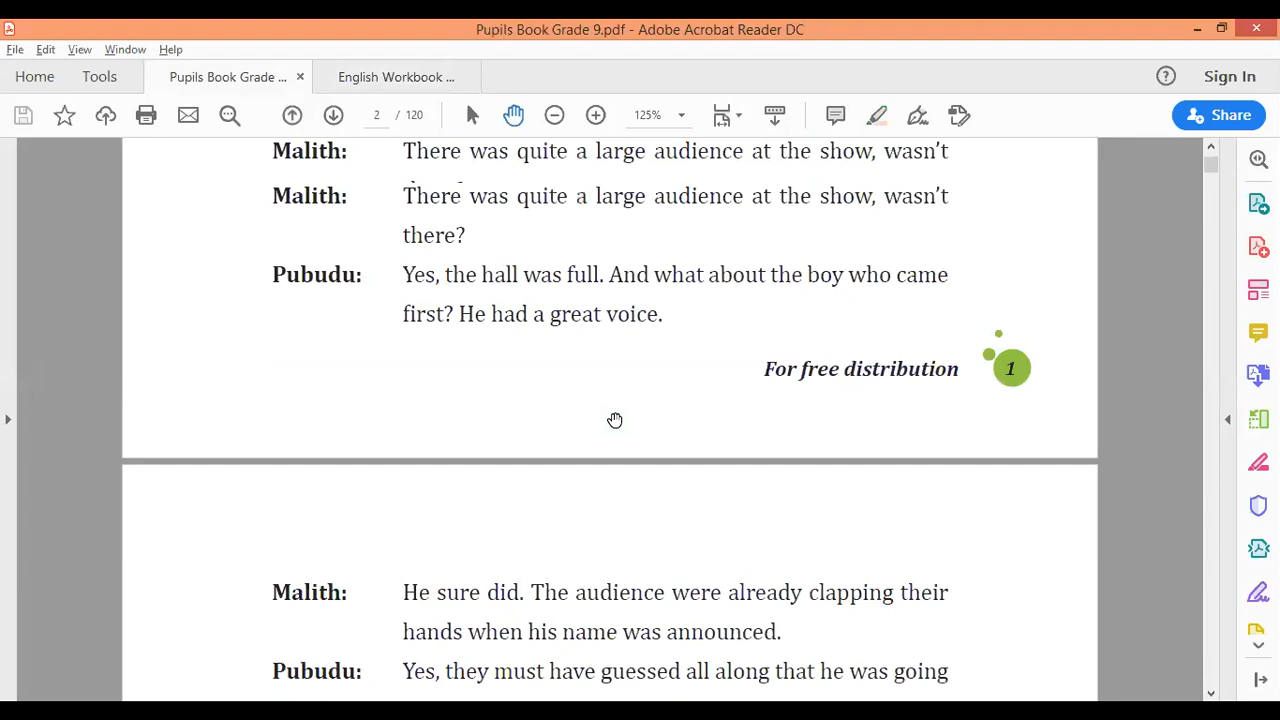 Pupils Book Grade 9.pdf - Adobe Acrobat Reader DC
File Edit View Window Help
Home Tools Pupils Book Grade ... × English Workbook ... Sign In
2 / 120 125% Share
Malith: There was quite a large audience at the show, wasn’t
Malith: There was quite a large audience at the show, wasn’t
there?
Pubudu: Yes, the hall was full. And what about the boy who came
first? He had a great voice.
For free distribution 1
Malith: He sure did. The audience were already clapping their
hands when his name was announced.
Pubudu: Yes, they must have guessed all along that he was going